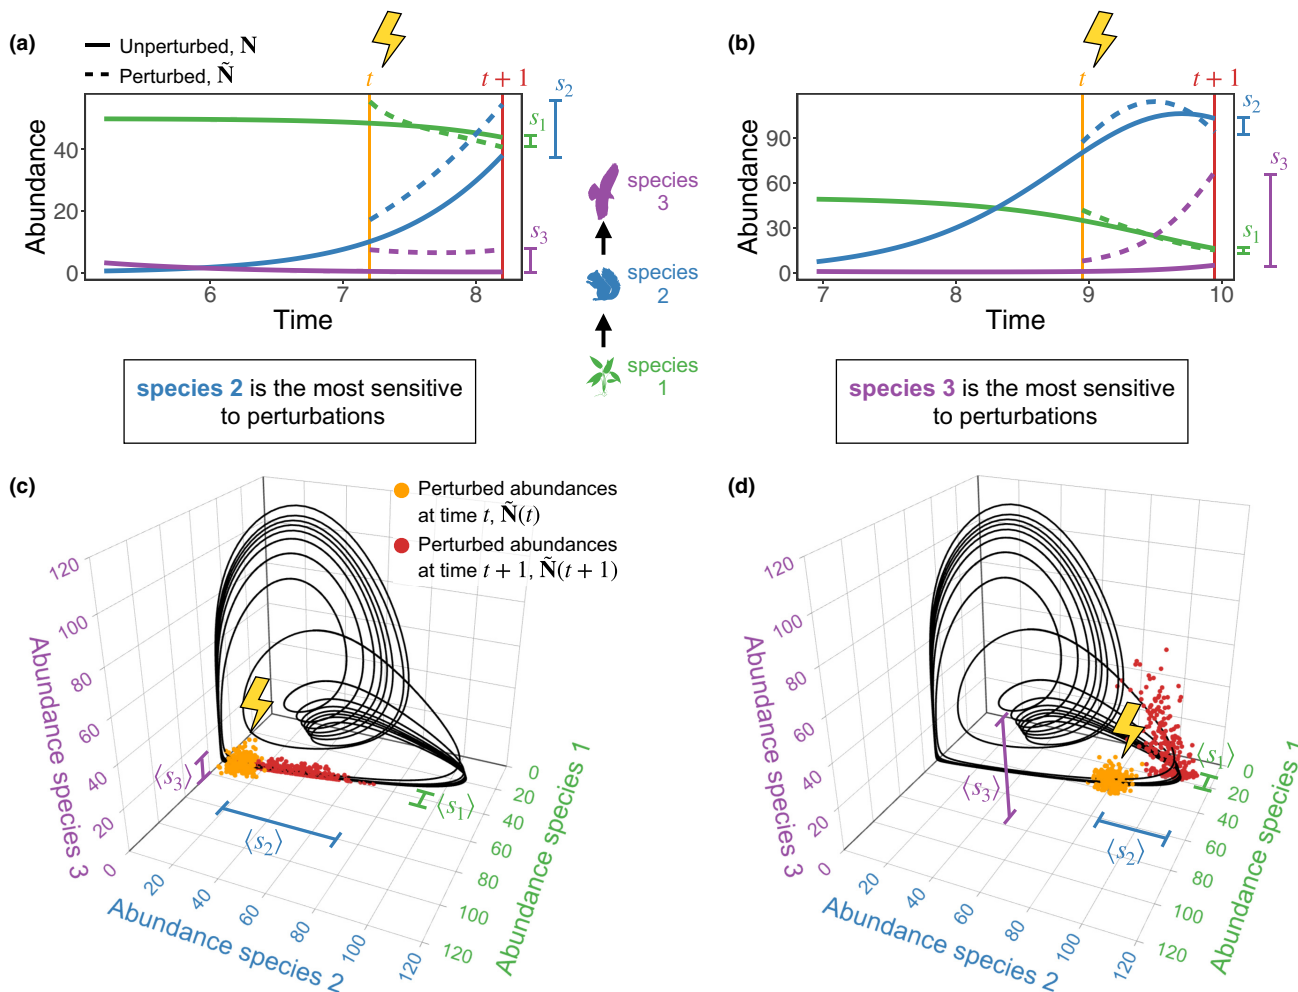 (a)
Unperturbed, N
Perturbed, Ñ
t
t + 1
s2
s1
s3
Abundance
40
20
0
6
7
8
Time
species 2 is the most sensitive
to perturbations
species
3
species
2
species
1
(b)
t
t + 1
s2
s3
s1
Abundance
90
60
30
0
7
8
9
10
Time
species 3 is the most sensitive
to perturbations
(c)
Perturbed abundances
at time t, Ñ(t)
Perturbed abundances
at time t + 1, Ñ(t + 1)
120
100
80
60
40
20
0
Abundance species 3
⟨s3⟩
⟨s2⟩
⟨s1⟩
20
40
60
80
100
120
Abundance species 2
0
20
40
60
80
100
120
Abundance species 1
(d)
120
100
80
60
40
20
0
Abundance species 3
⟨s3⟩
⟨s2⟩
⟨s1⟩
20
40
60
80
100
120
Abundance species 2
0
20
40
60
80
100
120
Abundance species 1